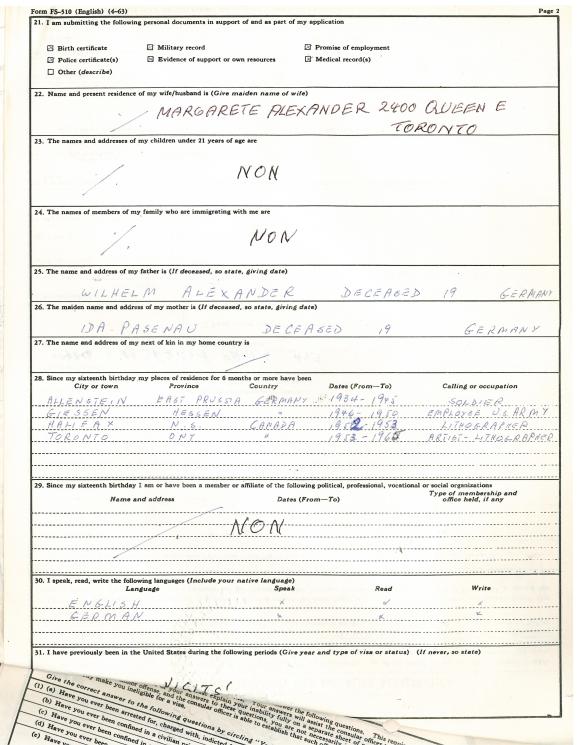 Form FS-510 (English) (4-63) Page 2
21. I am submitting the following personal documents in support of and as part of my application
Birth certificate Military record Promise of employment
Police certificate(s) Evidence of support or own resources Medical record(s)
Other (describe)
22. Name and present residence of my wife/husband is (Give maiden name of wife)
MARGARETE ALEXANDER 2400 QUEEN E
TORONTO
23. The names and addresses of my children under 21 years of age are
NON
24. The names of members of my family who are immigrating with me are
NON
25. The name and address of my father is (If deceased, so state, giving date)
WILHELM ALEXANDER DECEASED 19 GERMANY
26. The maiden name and address of my mother is (If deceased, so state, giving date)
IDA PASENAU DECEASED 19 GERMANY
27. The name and address of my next of kin in my home country is
28. Since my sixteenth birthday my places of residence for 6 months or more have been
City or town Province Country Dates (From—To) Calling or occupation
ALLENSTEIN EAST PRUSSIA GERMANY 1934-1945 SOLDIER
GIESSEN HESSEN " 1946-1950 EMPLOYEE U.S. ARMY
HALIFAX N.S. CANADA 1952-1953 LITHOGRAPHER
TORONTO ONT " 1953-1965 ARTIST-LITHOGRAPHER
29. Since my sixteenth birthday I am or have been a member or affiliate of the following political, professional, vocational or social organizations
Name and address Dates (From—To) Type of membership and
office held, if any
NON
30. I speak, read, write the following languages (Include your native language)
Language Speak Read Write
ENGLISH x ✓ x
GERMAN x x x
31. I have previously been in the United States during the following periods (Give year and type of visa or status) (If never, so state)
make you ineligible for a visa.
Give the correct answer to the following questions by circling
(1) (a) Have you ever been arrested for, charged with, indicted
(b) Have you ever been confined in a
(c) Have you ever been confined in a civilian
(d) Have you ever been
(e) Have you